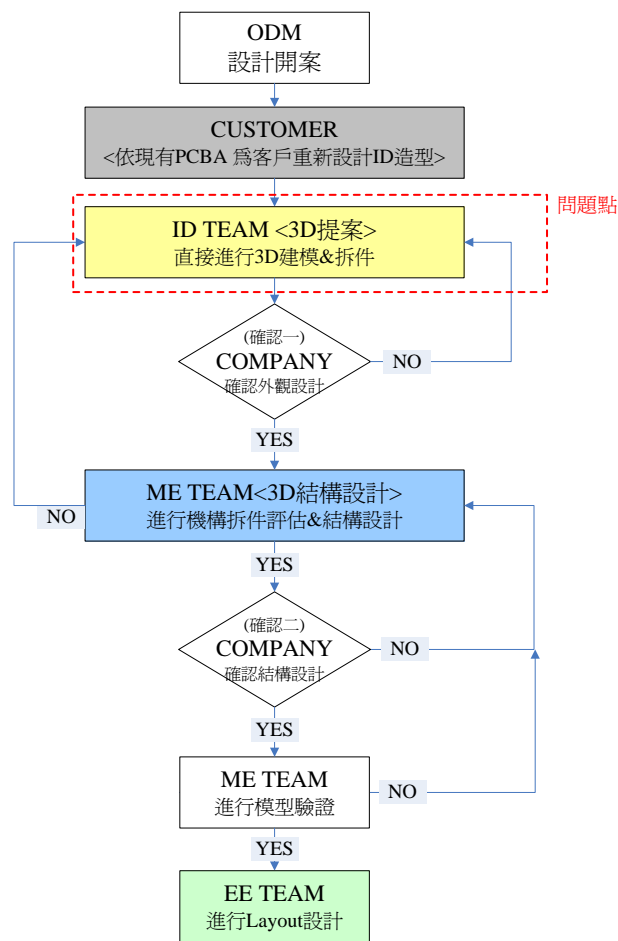 ODM
設計開案
CUSTOMER
<依現有PCBA 爲客戶重新設計ID造型>
問題點
ID TEAM <3D提案>
直接進行3D建模&拆件
(確認一)
COMPANY
確認外觀設計
NO
YES
ME TEAM<3D結構設計>
進行機構拆件評估&結構設計
NO
YES
(確認二)
COMPANY
確認結構設計
NO
YES
ME TEAM
進行模型驗證
NO
YES
EE TEAM
進行Layout設計